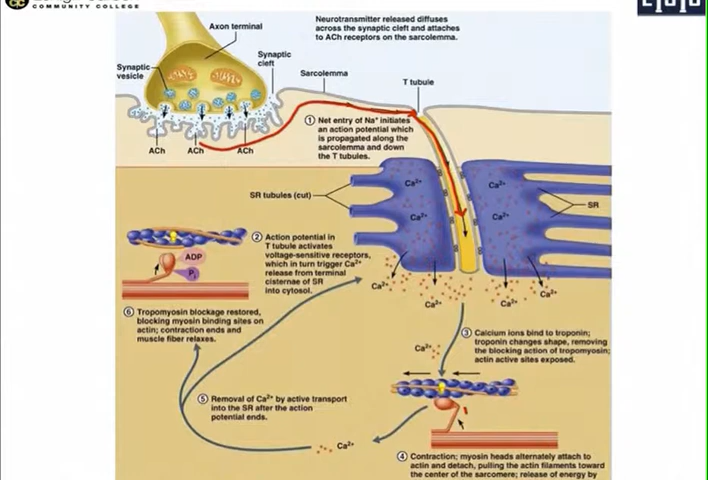 COMMUNITY COLLEGE
Axon terminal
Neurotransmitter released diffuses
across the synaptic cleft and attaches
to ACh receptors on the sarcolemma.
Synaptic
cleft
Synaptic
vesicle
Sarcolemma
T tubule
① Net entry of Na⁺ initiates
an action potential which
is propagated along the
sarcolemma and down
the T tubules.
ACh
ACh
ACh
Ca²⁺
Ca²⁺
SR tubules (cut)
SR
Ca²⁺
Ca²⁺
② Action potential in
T tubule activates
voltage-sensitive receptors,
which in turn trigger Ca²⁺
release from terminal
cisternae of SR
into cytosol.
ADP
Pi
Ca²⁺
Ca²⁺
Ca²⁺
Ca²⁺
⑥ Tropomyosin blockage restored,
blocking myosin binding sites on
actin; contraction ends and
muscle fiber relaxes.
③ Calcium ions bind to troponin;
troponin changes shape, removing
the blocking action of tropomyosin;
actin active sites exposed.
Ca²⁺
⑤ Removal of Ca²⁺ by active transport
into the SR after the action
potential ends.
Ca²⁺
④ Contraction; myosin heads alternately attach to
actin and detach, pulling the actin filaments toward
the center of the sarcomere; release of energy by